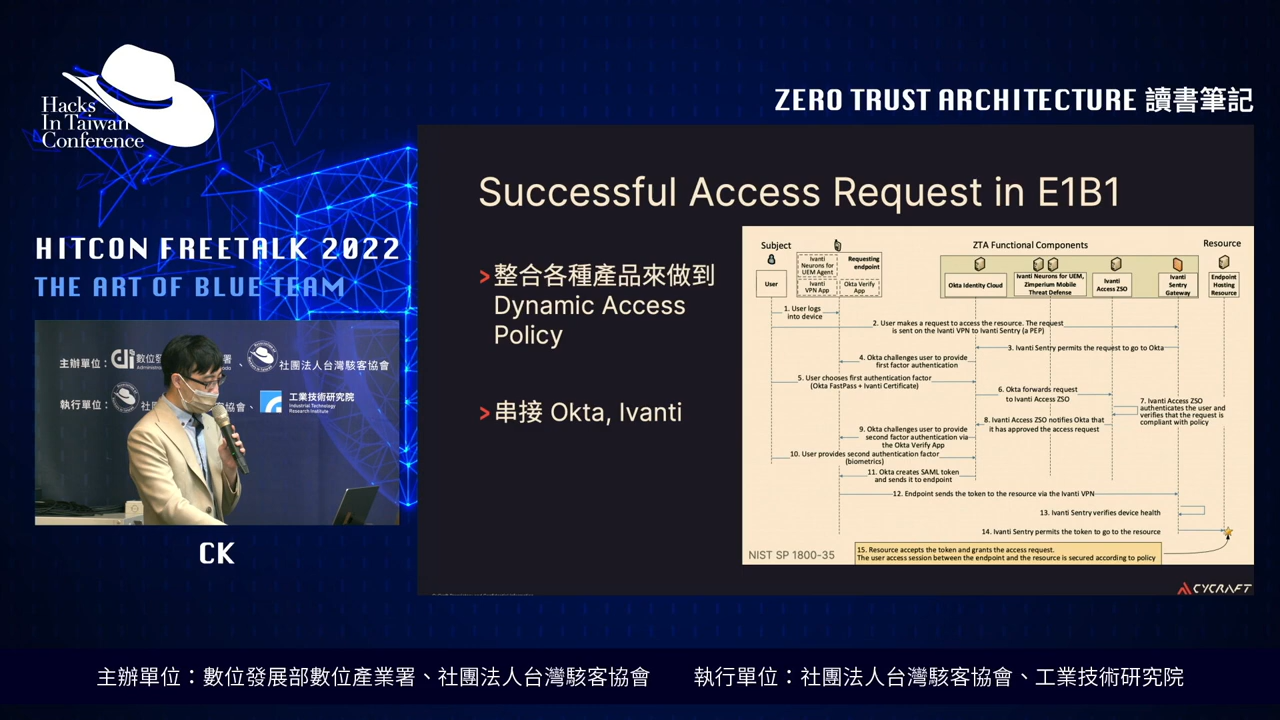 Hacks
In Taiwan
Conference
ZERO TRUST ARCHITECTURE 讀書筆記
HITCON FREETALK 2022
THE ART OF BLUE TEAM
主辦單位：
數位發
署、
社團法人台灣駭客協會
執行單位：
協會、
工業技術研究院
Industrial Technology
Research Institute
CK
Successful Access Request in E1B1
整合各種產品來做到
Dynamic Access
Policy
串接 Okta, Ivanti
Subject
ZTA Functional Components
Resource
User
Ivanti
Neurons for
UEM Agent
Requesting
endpoint
Ivanti
VPN App
Okta Verify
App
Okta Identity Cloud
Ivanti Neurons for UEM,
Zimperium Mobile
Threat Defense
Ivanti
Access ZSO
Ivanti
Sentry
Gateway
Endpoint
Hosting
Resource
1. User logs
into device
2. User makes a request to access the resource. The request
is sent on the Ivanti VPN to Ivanti Sentry (a PEP)
3. Ivanti Sentry permits the request to go to Okta
4. Okta challenges user to provide
first factor authentication
5. User chooses first authentication factor
(Okta FastPass + Ivanti Certificate)
6. Okta forwards request
to Ivanti Access ZSO
7. Ivanti Access ZSO
authenticates the user and
verifies that the request is
compliant with policy
8. Ivanti Access ZSO notifies Okta that
it has approved the access request
9. Okta challenges user to provide
second factor authentication via
the Okta Verify App
10. User provides second authentication factor
(biometrics)
11. Okta creates SAML token
and sends it to endpoint
12. Endpoint sends the token to the resource via the Ivanti VPN
13. Ivanti Sentry verifies device health
14. Ivanti Sentry permits the token to go to the resource
15. Resource accepts the token and grants the access request.
The user access session between the endpoint and the resource is secured according to policy
NIST SP 1800-35
CYCRAFT
主辦單位：數位發展部數位產業署、社團法人台灣駭客協會
執行單位：社團法人台灣駭客協會、工業技術研究院